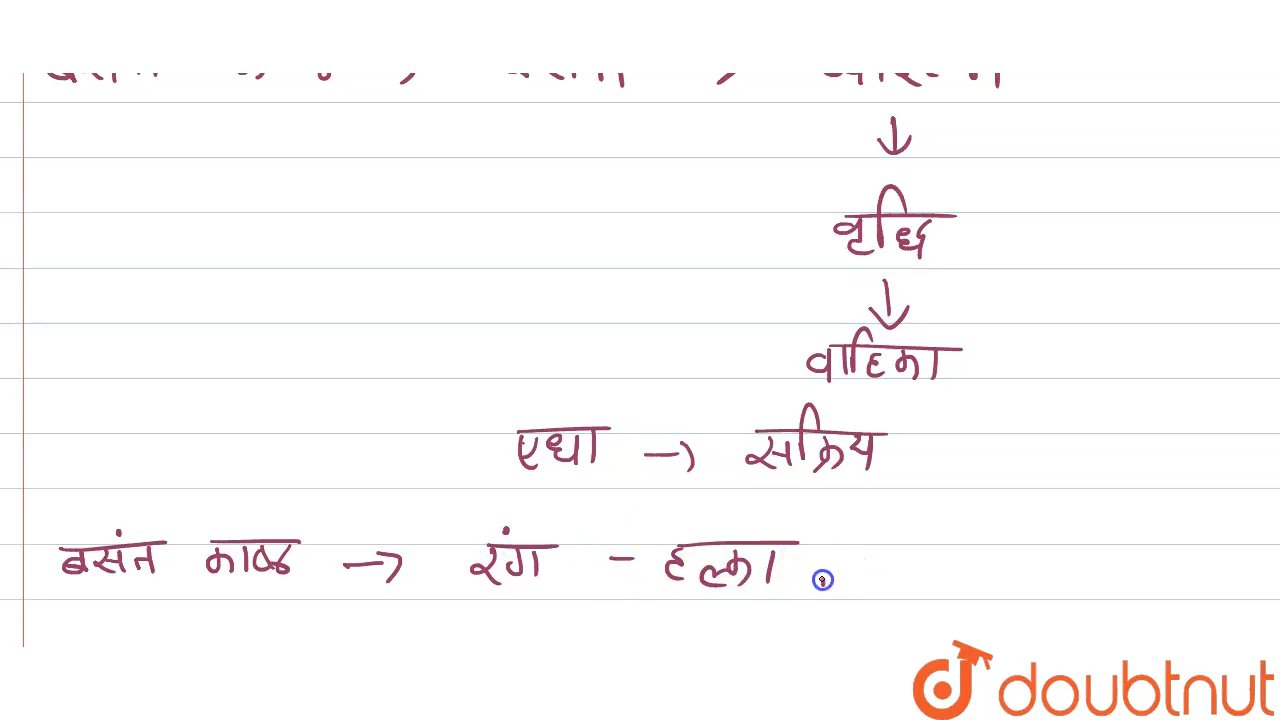 ↓
वृद्धि
↓
वाहिका
एधा → सक्रिय
बसंत काष्ठ → रंग - हल्का
doubtnut